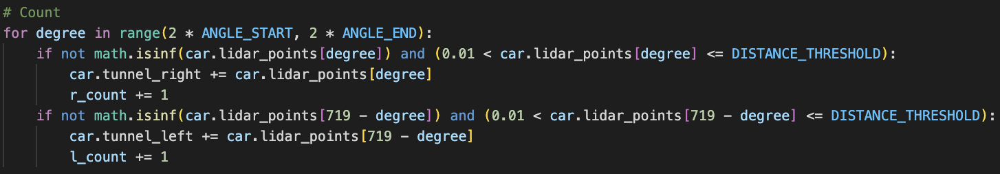 # Count
for degree in range(2 * ANGLE_START, 2 * ANGLE_END):
    if not math.isinf(car.lidar_points[degree]) and (0.01 < car.lidar_points[degree] <= DISTANCE_THRESHOLD):
        car.tunnel_right += car.lidar_points[degree]
        r_count += 1
    if not math.isinf(car.lidar_points[719 - degree]) and (0.01 < car.lidar_points[719 - degree] <= DISTANCE_THRESHOLD):
        car.tunnel_left += car.lidar_points[719 - degree]
        l_count += 1